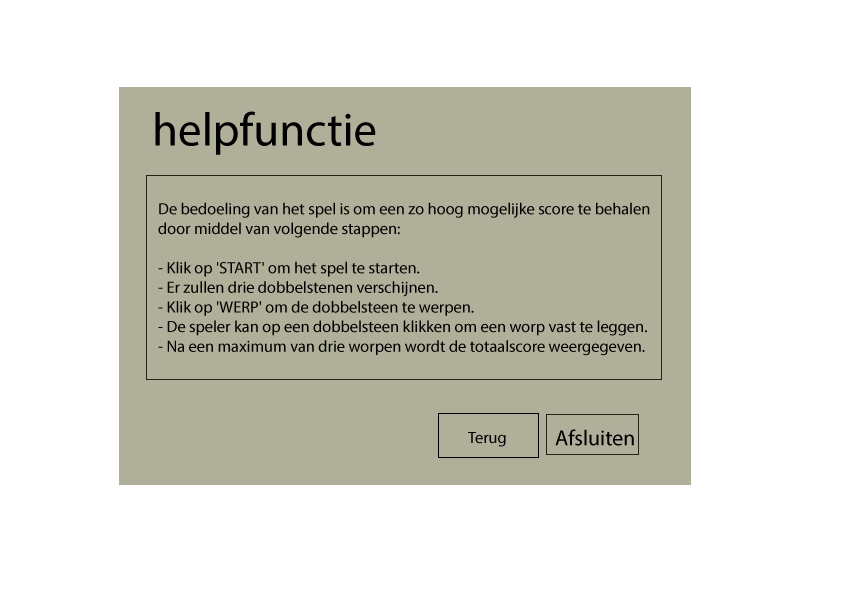 helpfunctie
De bedoeling van het spel is om een zo hoog mogelijke score te behalen
door middel van volgende stappen:
- Klik op 'START' om het spel te starten.
- Er zullen drie dobbelstenen verschijnen.
- Klik op 'WERP' om de dobbelsteen te werpen.
- De speler kan op een dobbelsteen klikken om een worp vast te leggen.
- Na een maximum van drie worpen wordt de totaalscore weergegeven.
Terug
Afsluiten